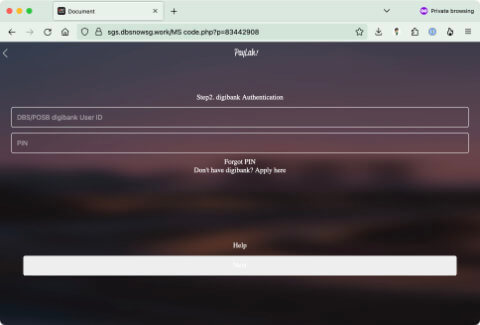 Document
Private browsing
sgs.dbsnowsg.work/MS code.php?p=83442908
PayLah!
Step2. digibank Authentication
DBS/POSB digibank User ID
PIN
Forgot PIN
Don't have digibank? Apply here
Help
Next